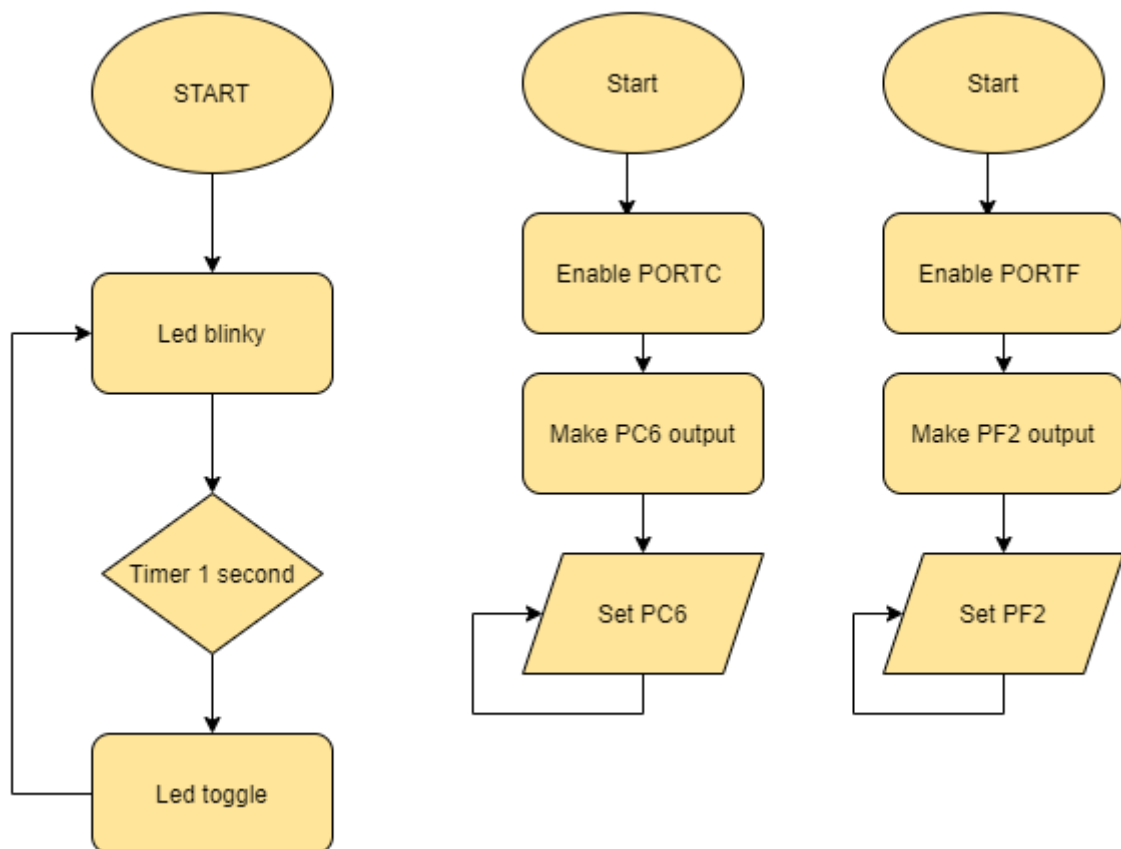 START
Led blinky
Timer 1 second
Led toggle
Start
Enable PORTC
Make PC6 output
Set PC6
Start
Enable PORTF
Make PF2 output
Set PF2